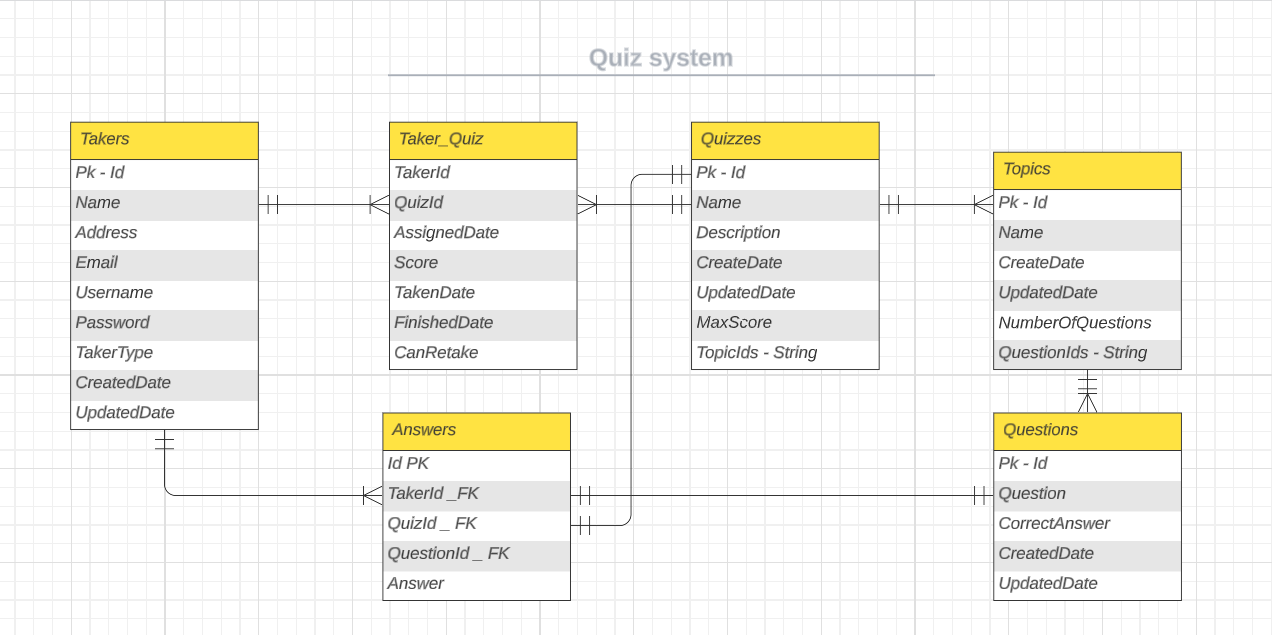 Quiz system
Takers
Pk - Id
Name
Address
Email
Username
Password
TakerType
CreatedDate
UpdatedDate
Taker_Quiz
TakerId
QuizId
AssignedDate
Score
TakenDate
FinishedDate
CanRetake
Quizzes
Pk - Id
Name
Description
CreateDate
UpdatedDate
MaxScore
TopicIds - String
Topics
Pk - Id
Name
CreateDate
UpdatedDate
NumberOfQuestions
QuestionIds - String
Answers
Id PK
TakerId _FK
QuizId _ FK
QuestionId _ FK
Answer
Questions
Pk - Id
Question
CorrectAnswer
CreatedDate
UpdatedDate